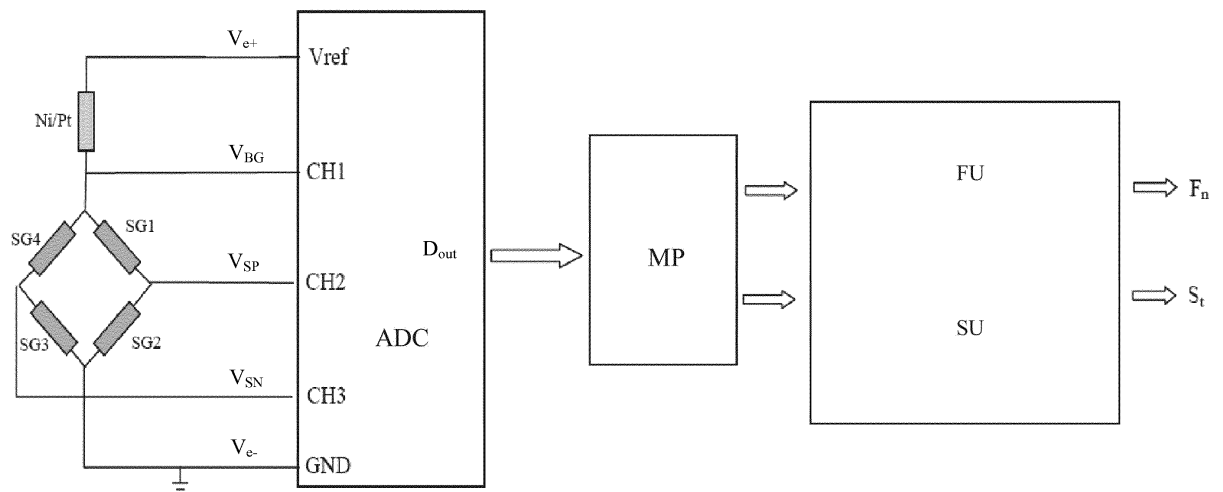 Ve+
Vref
Ni/Pt
VBG
CH1
FU
Fn
SG4
SG1
Dout
MP
VSP
CH2
St
SG3
SG2
ADC
SU
VSN
CH3
Ve-
GND